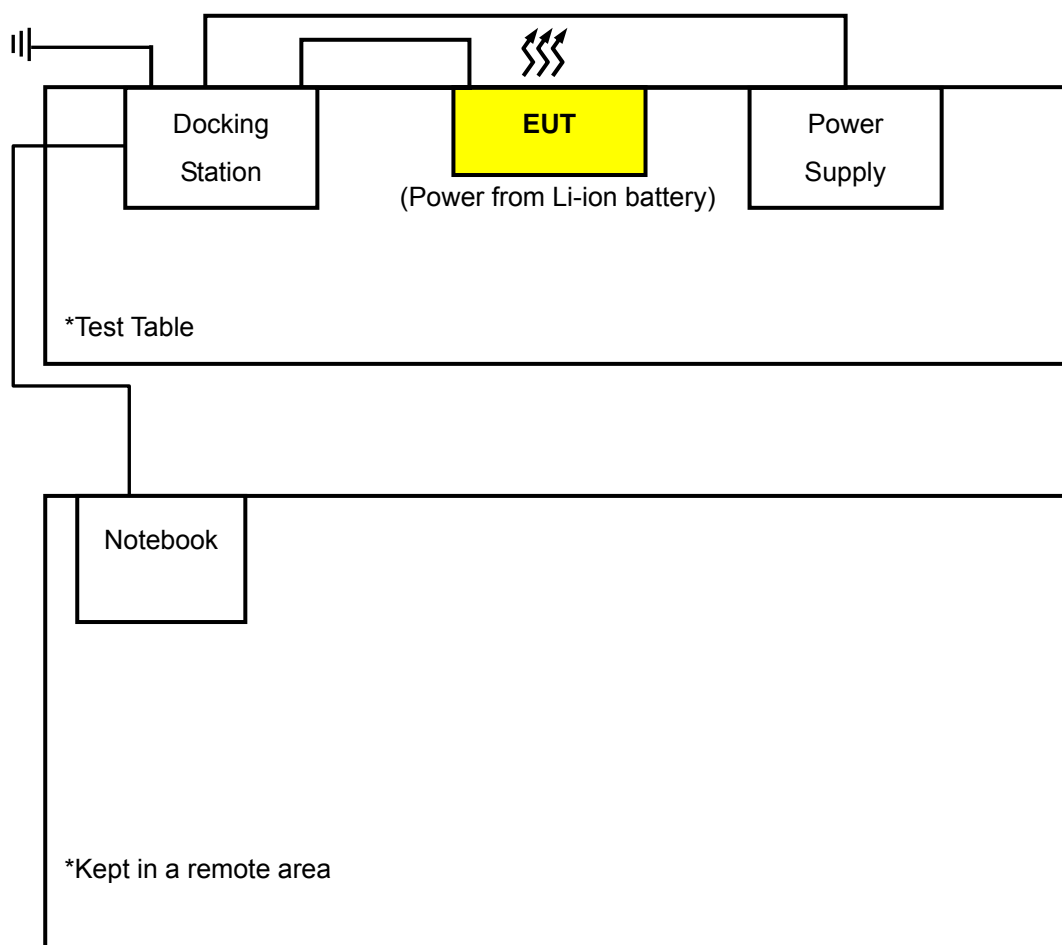 Docking
Station
EUT
(Power from Li-ion battery)
Power
Supply
*Test Table
Notebook
*Kept in a remote area